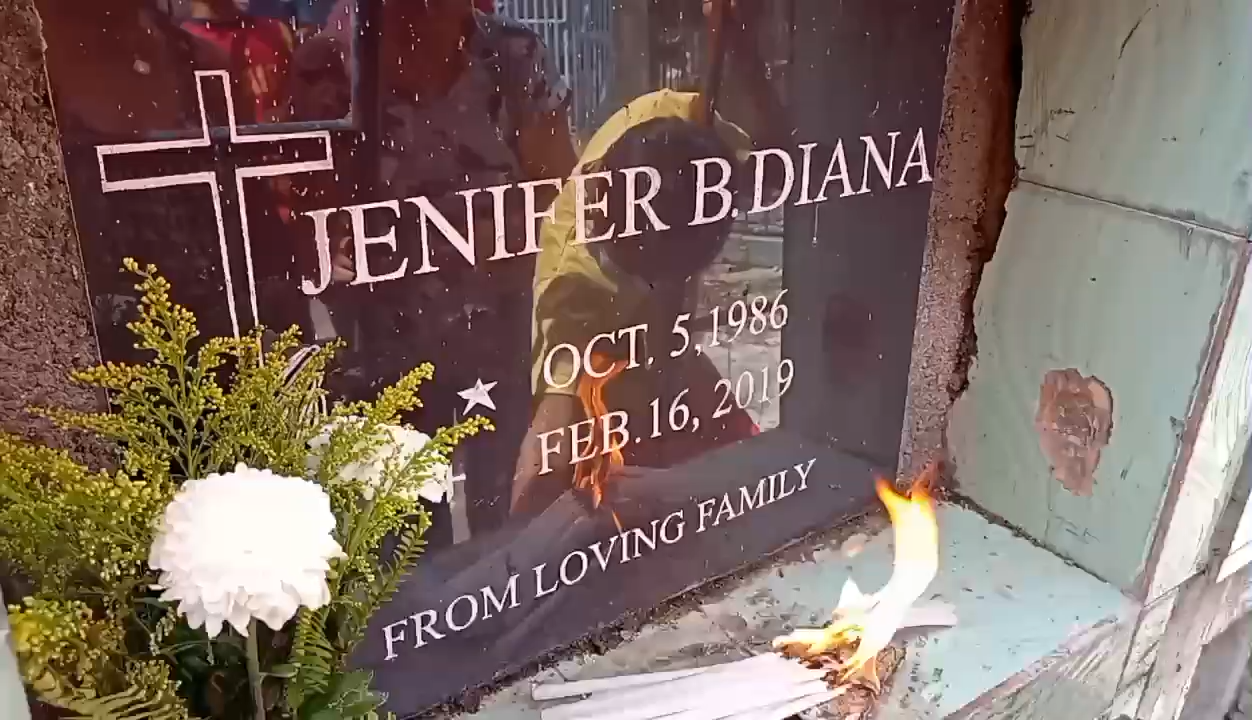 JENIFER B.DIANA
OCT. 5,1986
FEB.16, 2019
FROM LOVING FAMILY